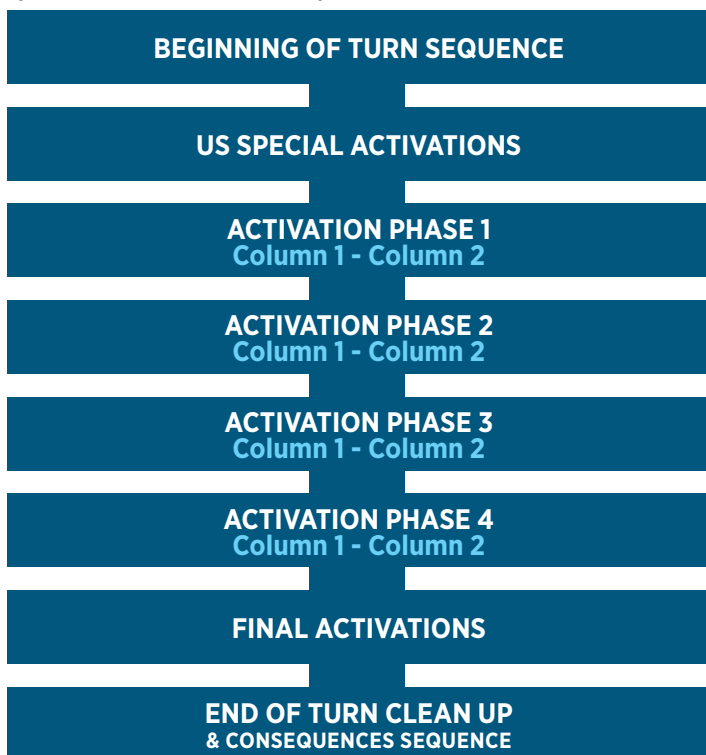 BEGINNING OF TURN SEQUENCE
US SPECIAL ACTIVATIONS
ACTIVATION PHASE 1
Column 1 - Column 2
ACTIVATION PHASE 2
Column 1 - Column 2
ACTIVATION PHASE 3
Column 1 - Column 2
ACTIVATION PHASE 4
Column 1 - Column 2
FINAL ACTIVATIONS
END OF TURN CLEAN UP
& CONSEQUENCES SEQUENCE